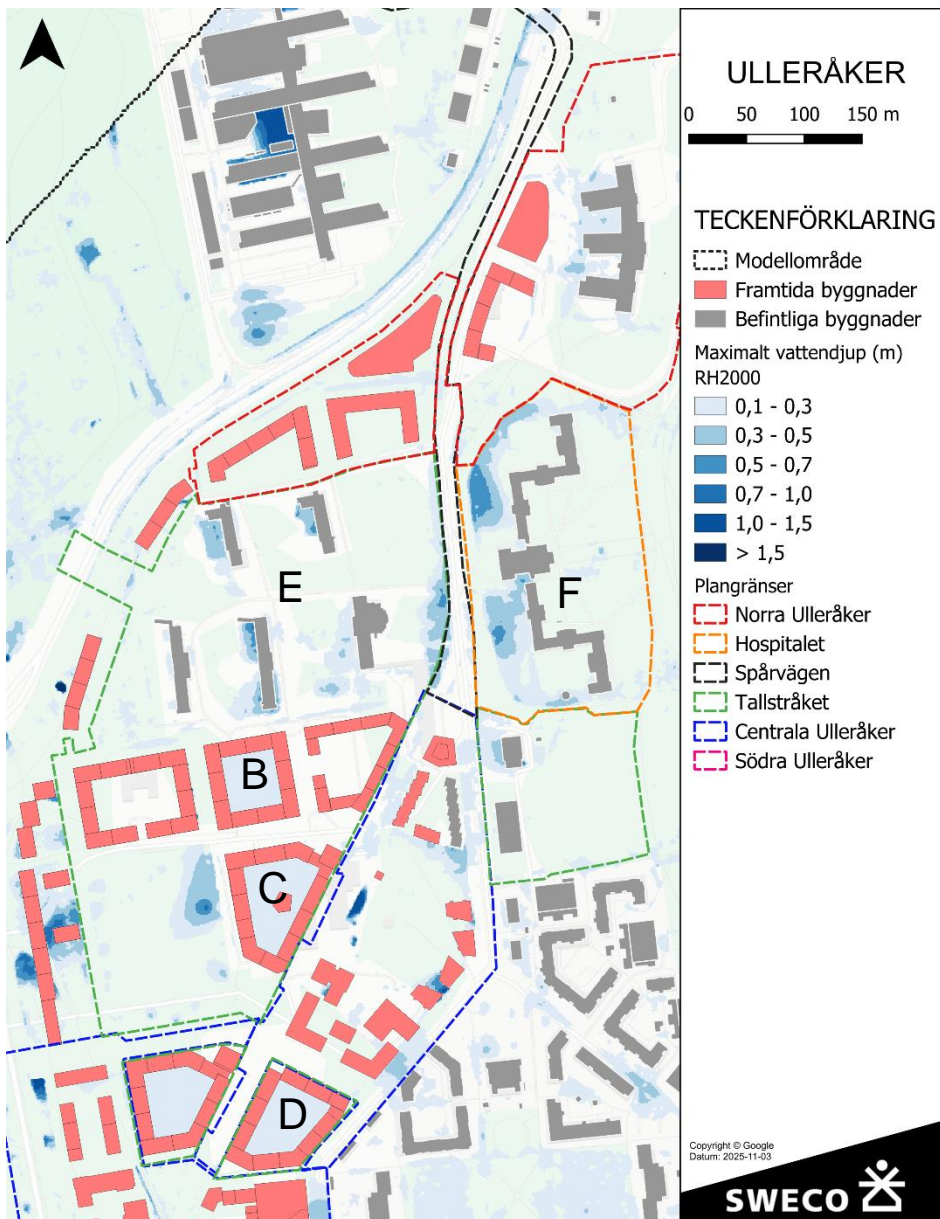 ULLERÅKER
0 50 100 150 m
TECKENFÖRKLARING
Modellområde
Framtida byggnader
Befintliga byggnader
Maximalt vattendjup (m)
RH2000
0,1 - 0,3
0,3 - 0,5
0,5 - 0,7
0,7 - 1,0
1,0 - 1,5
> 1,5
Plangränser
Norra Ulleråker
Hospitalet
Spårvägen
Tallstråket
Centrala Ulleråker
Södra Ulleråker
E
F
B
C
D
Copyright © Google
Datum: 2025-11-03
SWECO